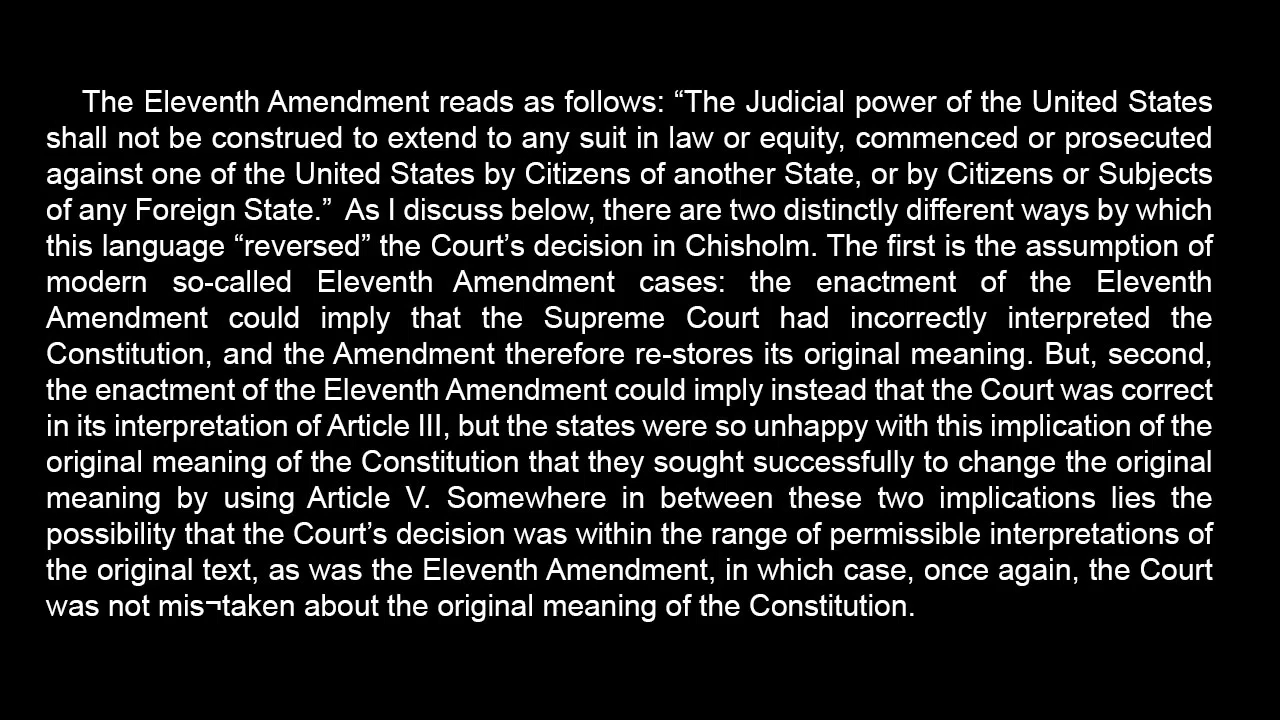 The Eleventh Amendment reads as follows: “The Judicial power of the United States
shall not be construed to extend to any suit in law or equity, commenced or prosecuted
against one of the United States by Citizens of another State, or by Citizens or Subjects
of any Foreign State.”  As I discuss below, there are two distinctly different ways by which
this language “reversed” the Court’s decision in Chisholm. The first is the assumption of
modern so-called Eleventh Amendment cases: the enactment of the Eleventh
Amendment could imply that the Supreme Court had incorrectly interpreted the
Constitution, and the Amendment therefore re-stores its original meaning. But, second,
the enactment of the Eleventh Amendment could imply instead that the Court was correct
in its interpretation of Article III, but the states were so unhappy with this implication of the
original meaning of the Constitution that they sought successfully to change the original
meaning by using Article V. Somewhere in between these two implications lies the
possibility that the Court’s decision was within the range of permissible interpretations of
the original text, as was the Eleventh Amendment, in which case, once again, the Court
was not mis¬taken about the original meaning of the Constitution.